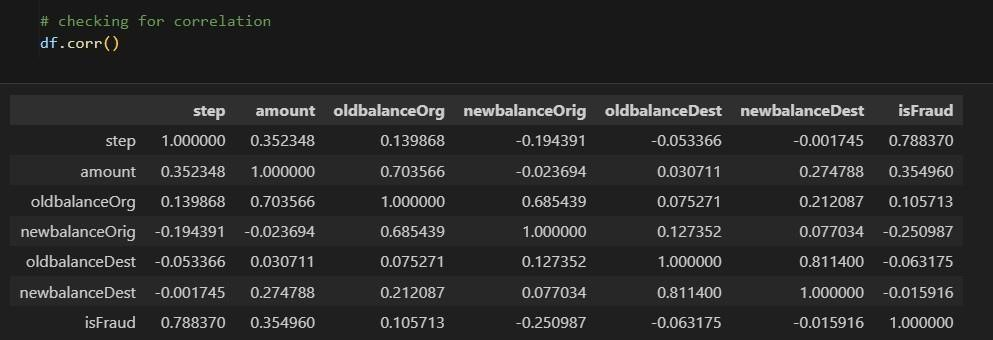 # checking for correlation
df.corr()
step amount oldbalanceOrg newbalanceOrig oldbalanceDest newbalanceDest isFraud
step 1.000000 0.352348 0.139868 -0.194391 -0.053366 -0.001745 0.788370
amount 0.352348 1.000000 0.703566 -0.023694 0.030711 0.274788 0.354960
oldbalanceOrg 0.139868 0.703566 1.000000 0.685439 0.075271 0.212087 0.105713
newbalanceOrig -0.194391 -0.023694 0.685439 1.000000 0.127352 0.077034 -0.250987
oldbalanceDest -0.053366 0.030711 0.075271 0.127352 1.000000 0.811400 -0.063175
newbalanceDest -0.001745 0.274788 0.212087 0.077034 0.811400 1.000000 -0.015916
isFraud 0.788370 0.354960 0.105713 -0.250987 -0.063175 -0.015916 1.000000